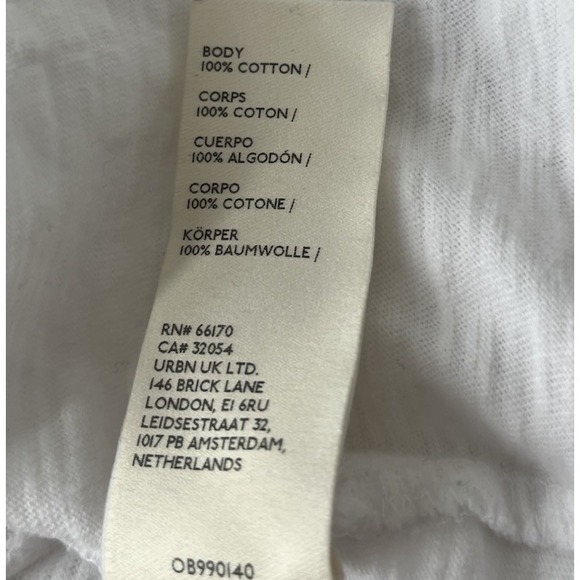 BODY
100% COTTON /
CORPS
100% COTON /
CUERPO
100% ALGODÓN /
CORPO
100% COTONE /
KÖRPER
100% BAUMWOLLE /
RN# 66170
CA# 32054
URBN UK LTD.
146 BRICK LANE
LONDON, E1 6RU
LEIDSESTRAAT 32,
1017 PB AMSTERDAM,
NETHERLANDS
OB990140